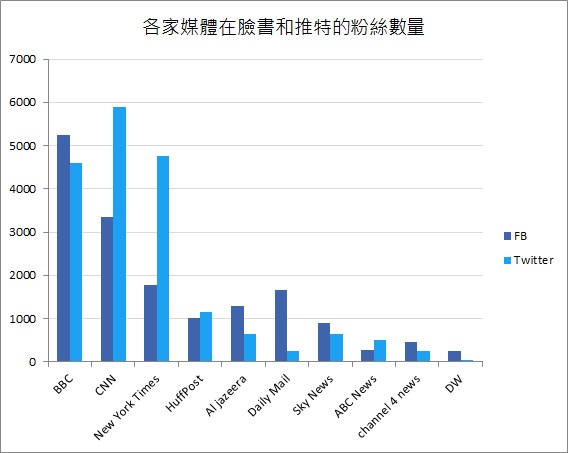 各家媒體在臉書和推特的粉絲數量
7000
6000
5000
4000
3000
2000
1000
0
BBC
CNN
New York Times
HuffPost
Al jazeera
Daily Mail
Sky News
ABC News
channel 4 news
DW
FB
Twitter